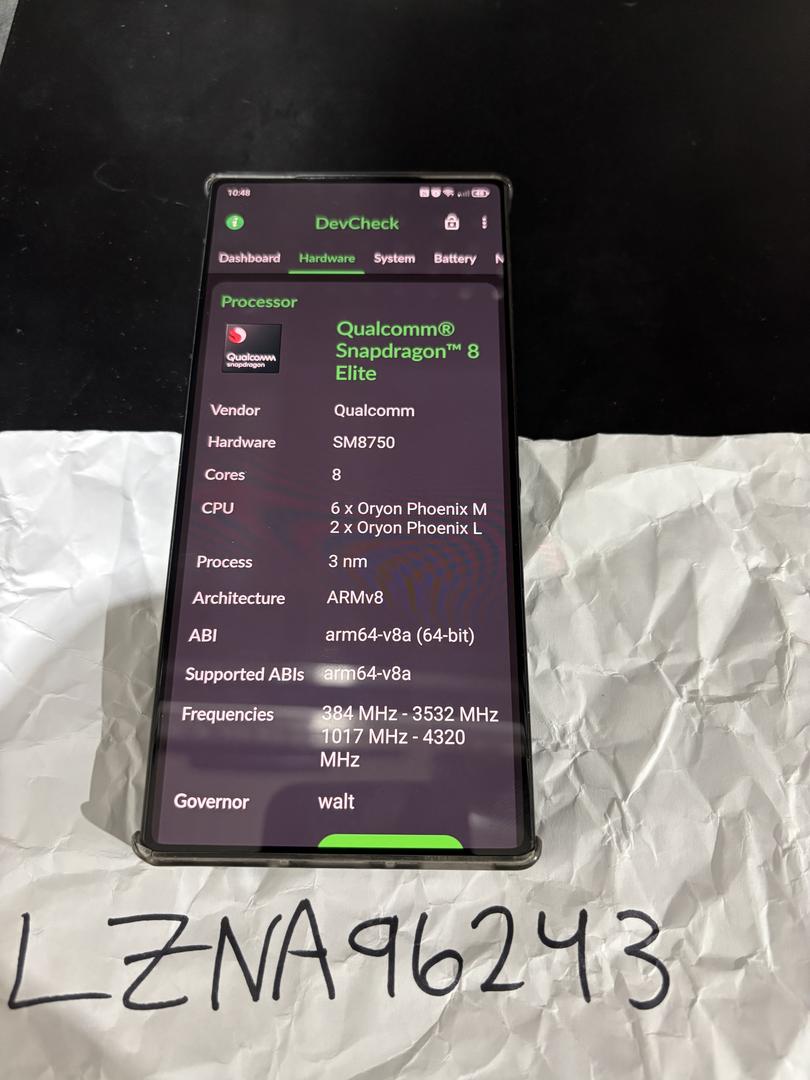 10:48
DevCheck
Dashboard Hardware System Battery N
Processor
Qualcomm
snapdragon
Qualcomm®
Snapdragon™ 8
Elite
Vendor Qualcomm
Hardware SM8750
Cores 8
CPU 6 x Oryon Phoenix M
2 x Oryon Phoenix L
Process 3 nm
Architecture ARMv8
ABI arm64-v8a (64-bit)
Supported ABIs arm64-v8a
Frequencies 384 MHz - 3532 MHz
1017 MHz - 4320
MHz
Governor walt
LZNA96243